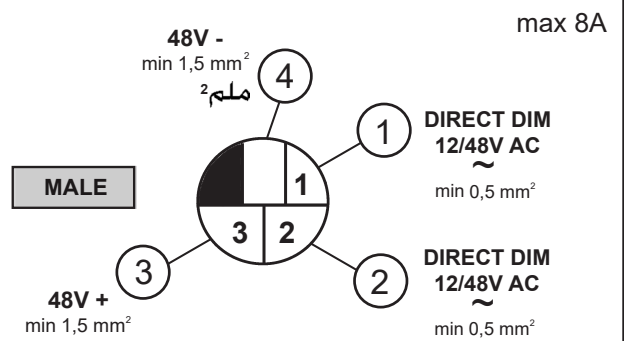 max 8A
48V -
min 1,5 mm²
ملم²
4
1
DIRECT DIM
12/48V AC
~
min 0,5 mm²
MALE
1
3 2
3
48V +
min 1,5 mm²
2
DIRECT DIM
12/48V AC
~
min 0,5 mm²